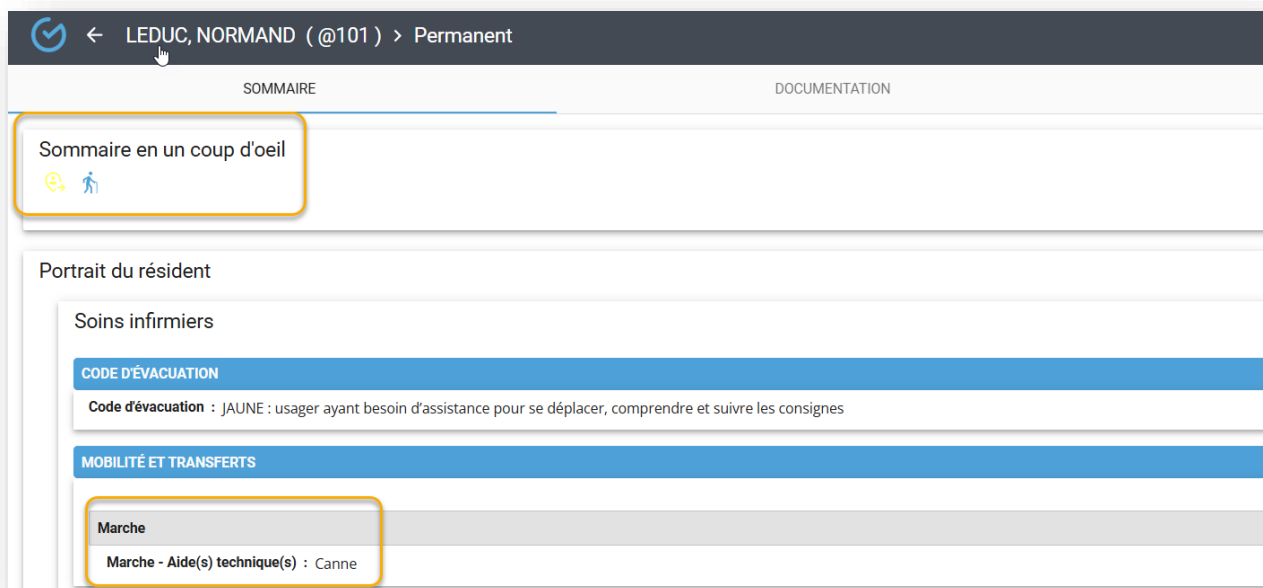 LEDUC, NORMAND ( @101 ) > Permanent
SOMMAIRE
DOCUMENTATION
Sommaire en un coup d'oeil
Portrait du résident
Soins infirmiers
CODE D'ÉVACUATION
Code d'évacuation : JAUNE : usager ayant besoin d’assistance pour se déplacer, comprendre et suivre les consignes
MOBILITÉ ET TRANSFERTS
Marche
Marche - Aide(s) technique(s) : Canne